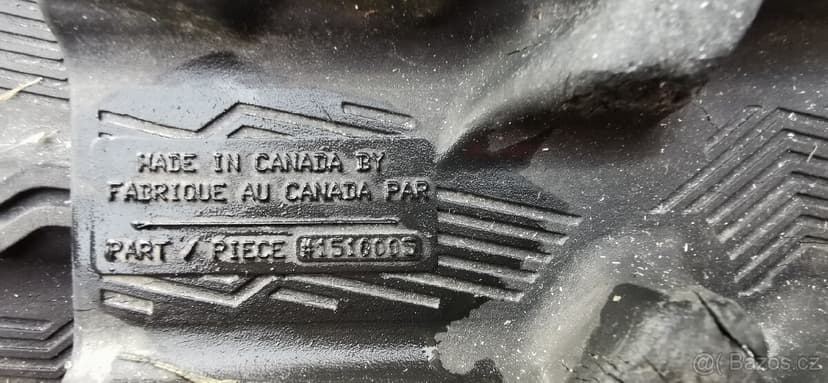 MADE IN CANADA BY
FABRIQUE AU CANADA PAR
PART / PIECE #1510005
@ Bazos.cz